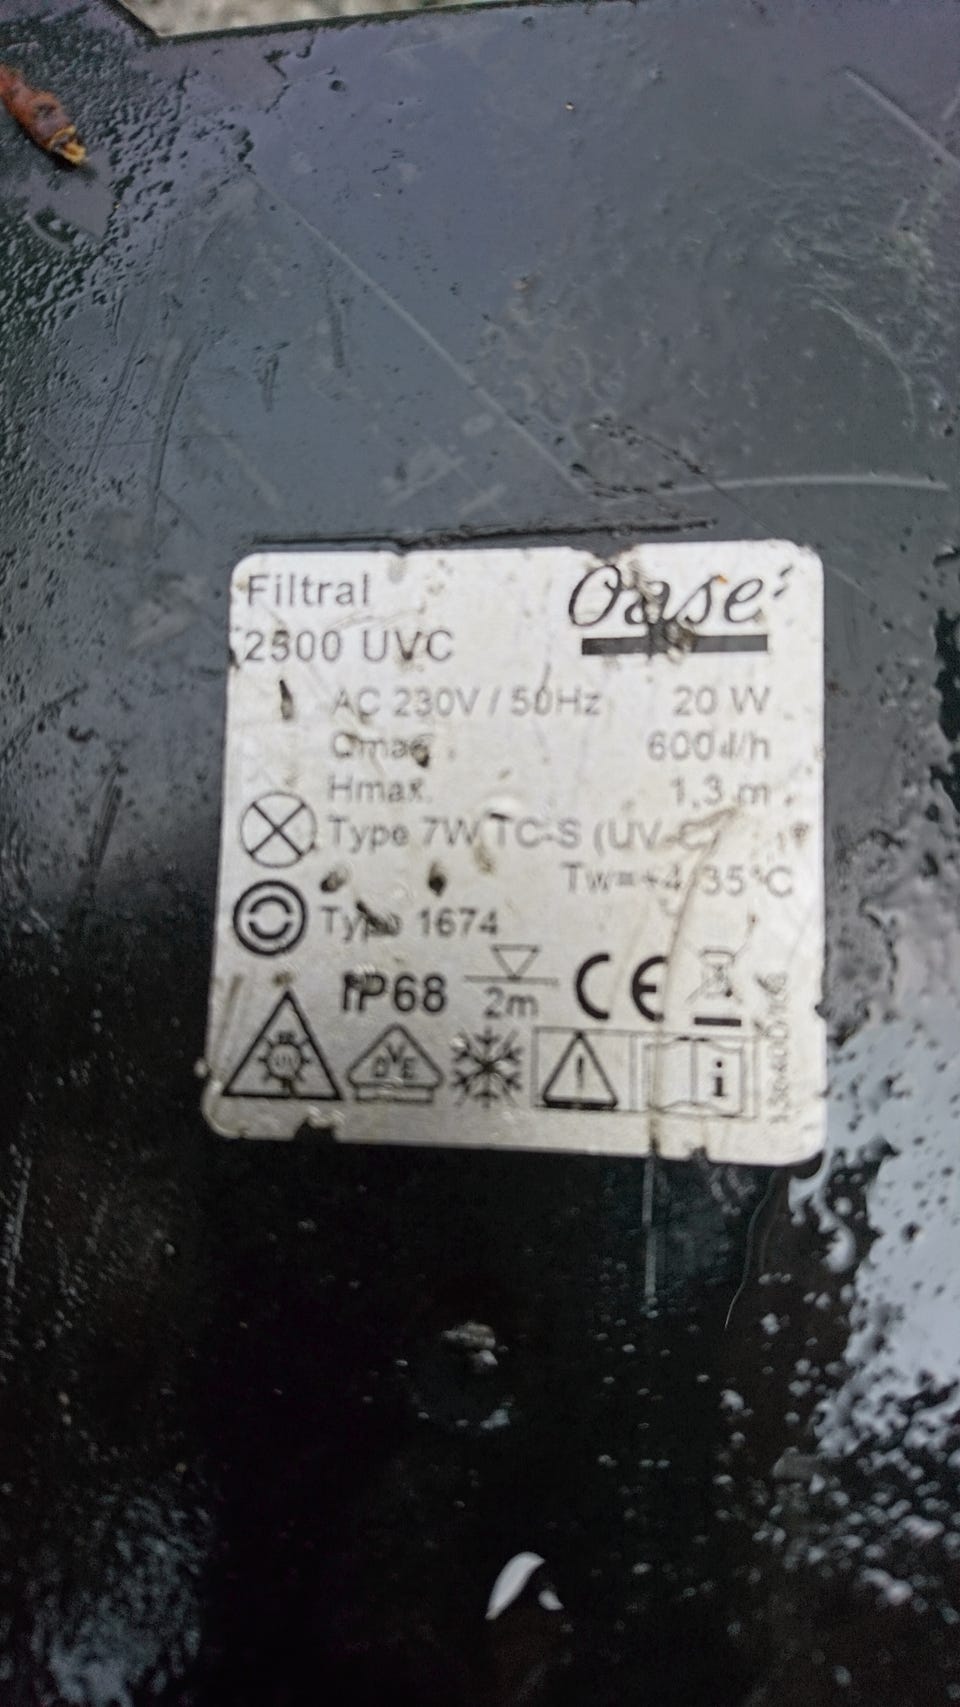 Filtral
Oase
2500 UVC
AC 230V / 50Hz 20 W
Qmax. 600 l/h
Hmax. 1,3 m
Type 7W TC-S (UV-C)
Tw=+4/35°C
Type 1674
IP68 2m CE
DVE